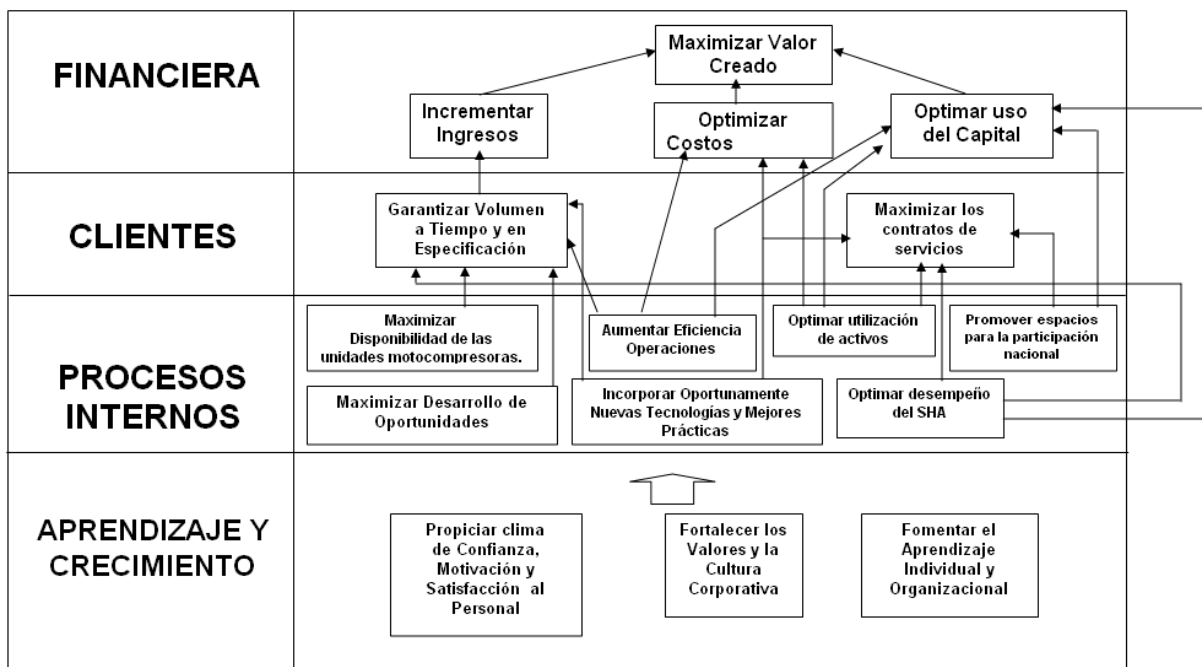 FINANCIERA
Maximizar Valor
Creado
Incrementar
Ingresos
Optimizar
Costos
Optimar uso
del Capital
CLIENTES
Garantizar Volumen
a Tiempo y en
Especificación
Maximizar los
contratos de
servicios
PROCESOS
INTERNOS
Maximizar
Disponibilidad de las
unidades motocompresoras.
Aumentar Eficiencia
Operaciones
Optimar utilización
de activos
Promover espacios
para la participación
nacional
Maximizar Desarrollo de
Oportunidades
Incorporar Oportunamente
Nuevas Tecnologías y Mejores
Prácticas
Optimar desempeño
del SHA
APRENDIZAJE Y
CRECIMIENTO
Propiciar clima
de Confianza,
Motivación y
Satisfacción al
Personal
Fortalecer los
Valores y la
Cultura
Corporativa
Fomentar el
Aprendizaje
Individual y
Organizacional